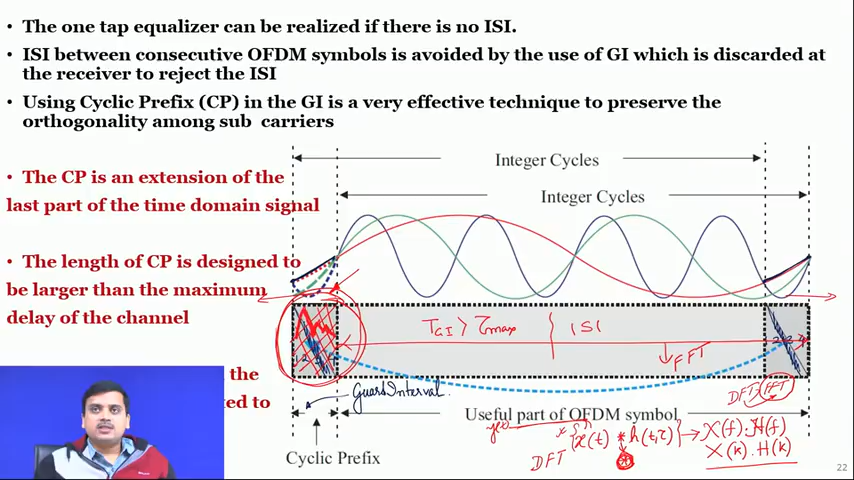 • The one tap equalizer can be realized if there is no ISI.
• ISI between consecutive OFDM symbols is avoided by the use of GI which is discarded at
the receiver to reject the ISI
• Using Cyclic Prefix (CP) in the GI is a very effective technique to preserve the
orthogonality among sub carriers
• The CP is an extension of the
last part of the time domain signal
• The length of CP is designed to
be larger than the maximum
delay of the channel
the
ed to
Integer Cycles
Integer Cycles
T_GI > τ_max
ISI
FFT
Guard Interval
Useful part of OFDM symbol
Cyclic Prefix
DFT
FFT
x(t) * h(t,τ) → X(f).H(f)
DFT
X(k).H(k)
22